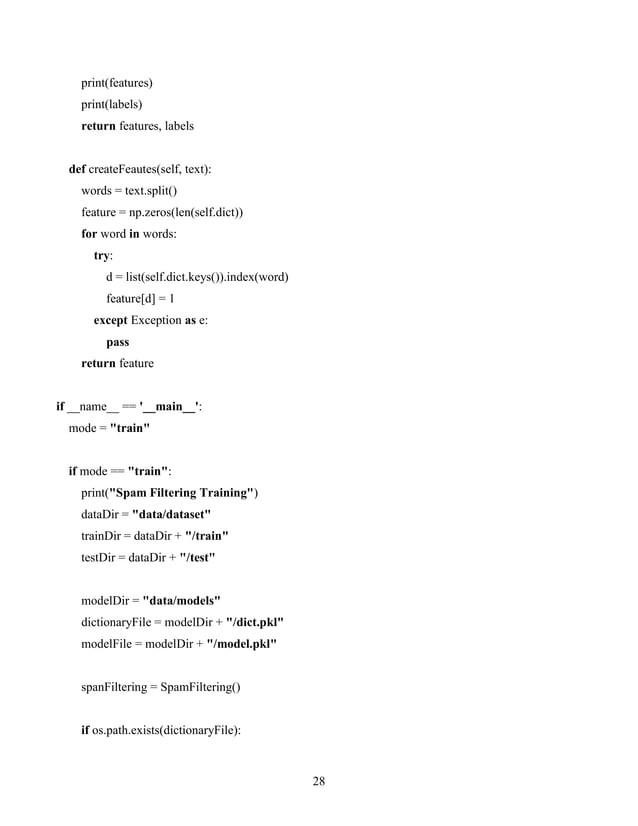 print(features)
print(labels)
return features, labels
def createFeautes(self, text):
words = text.split()
feature = np.zeros(len(self.dict))
for word in words:
try:
d = list(self.dict.keys()).index(word)
feature[d] = 1
except Exception as e:
pass
return feature
if __name__ == '__main__':
mode = "train"
if mode == "train":
print("Spam Filtering Training")
dataDir = "data/dataset"
trainDir = dataDir + "/train"
testDir = dataDir + "/test"
modelDir = "data/models"
dictionaryFile = modelDir + "/dict.pkl"
modelFile = modelDir + "/model.pkl"
spanFiltering = SpamFiltering()
if os.path.exists(dictionaryFile):
28